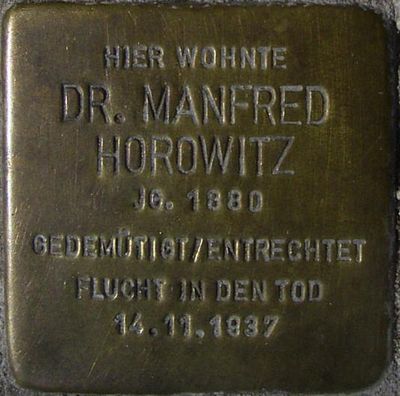 HIER WOHNTE
DR. MANFRED
HOROWITZ
JG. 1880
GEDEMÜTIGT/ENTRECHTET
FLUCHT IN DEN TOD
14.11.1937